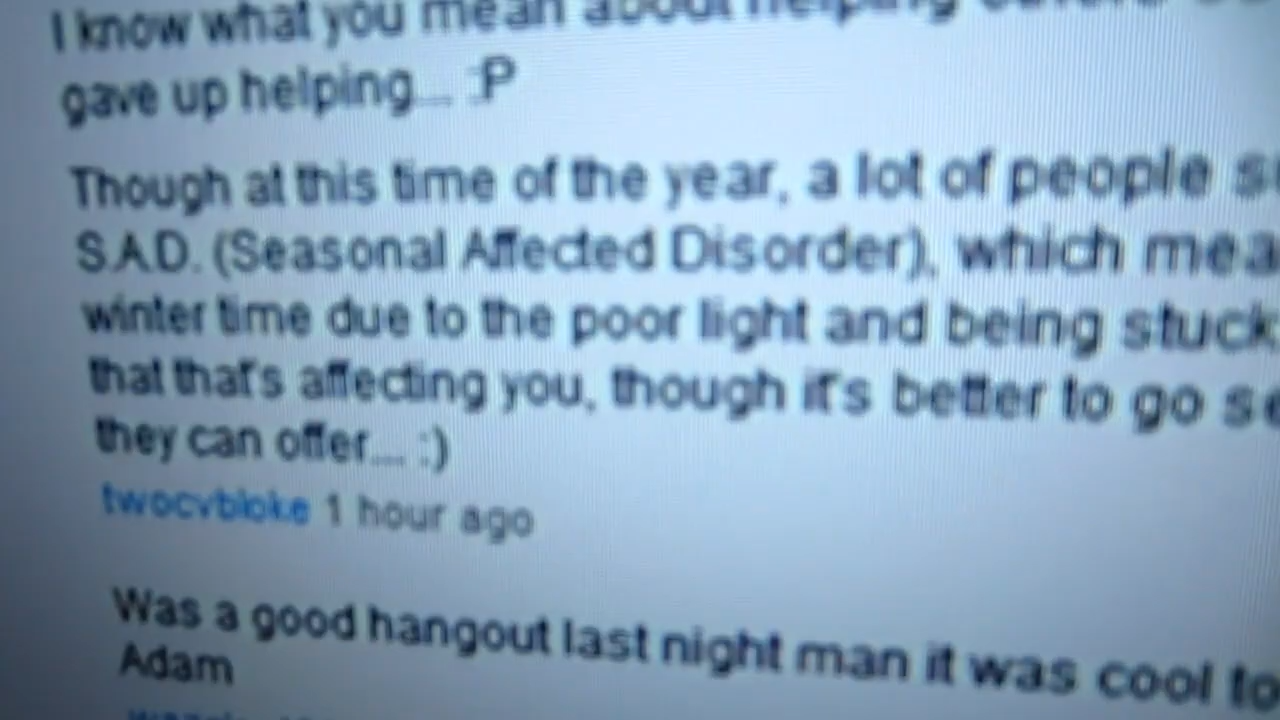 I know what you mean about helping
gave up helping.... :P
Though at this time of the year, a lot of people
S.A.D. (Seasonal Affected Disorder), which
winter time due to the poor light and being stuck
that that's affecting you, though it's better to go
they can offer.... :)
twocvbloke 1 hour ago
Was a good hangout last night man it was cool to
Adam